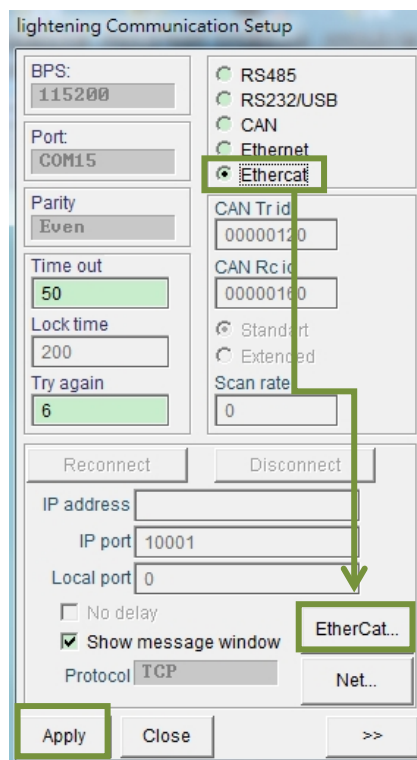 lightening Communication Setup
BPS:
115200
Port:
COM15
Parity
Even
Time out
50
Lock time
200
Try again
6
RS485
RS232/USB
CAN
Ethernet
Ethercat
CAN Tr id
00000120
CAN Rc id
00000160
Standart
Extended
Scan rate
0
Reconnect
Disconnect
IP address
IP port 10001
Local port 0
No delay
Show message window
Protocol TCP
EtherCat...
Net...
Apply
Close
>>